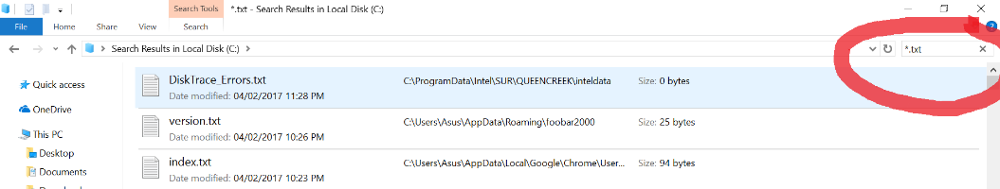 Search Tools
*.txt - Search Results in Local Disk (C:)
File Home Share View Search
Search Results in Local Disk (C:)
*.txt
Quick access
OneDrive
This PC
Desktop
Documents
DiskTrace_Errors.txt
Date modified: 04/02/2017 11:28 PM
C:\ProgramData\Intel\SUR\QUEENCREEK\inteldata
Size: 0 bytes
version.txt
Date modified: 04/02/2017 10:26 PM
C:\Users\Asus\AppData\Roaming\foobar2000
Size: 25 bytes
index.txt
Date modified: 04/02/2017 10:23 PM
C:\Users\Asus\AppData\Local\Google\Chrome\User...
Size: 94 bytes